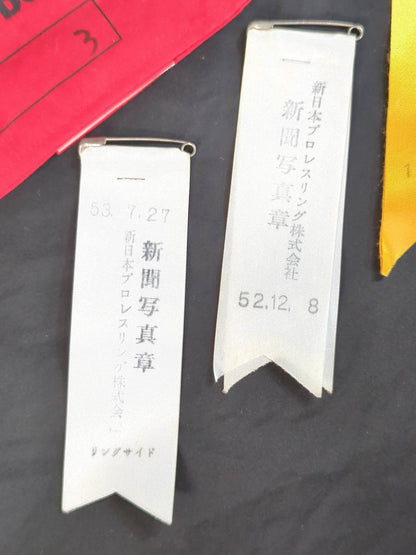 3
53. 7.27
新聞写真章
新日本プロレスリング株式会
リングサイド
新日本プロレスリング株式会社
新聞写真章
52.12. 8
1